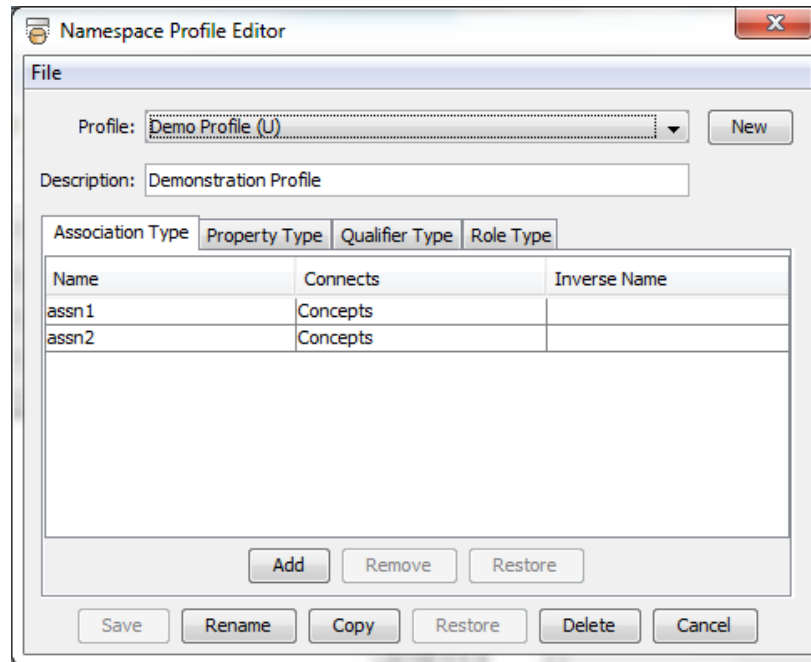 Namespace Profile Editor
File
Profile: Demo Profile (U) New
Description: Demonstration Profile
Association Type Property Type Qualifier Type Role Type
Name Connects Inverse Name
assn1 Concepts
assn2 Concepts
Add Remove Restore
Save Rename Copy Restore Delete Cancel